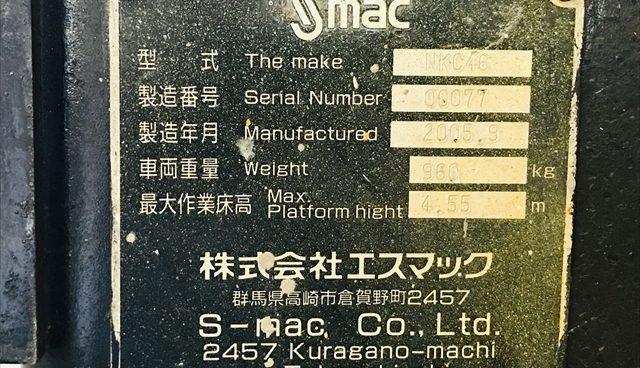 Smac
型式 The make NKC46
製造番号 Serial Number 00077
製造年月 Manufactured 2005.9
車両重量 Weight 960 kg
最大作業床高 Max Platform hight 4.55 m
株式会社エスマック
群馬県高崎市倉賀野町2457
S-mac Co., Ltd.
2457 Kuragano-machi